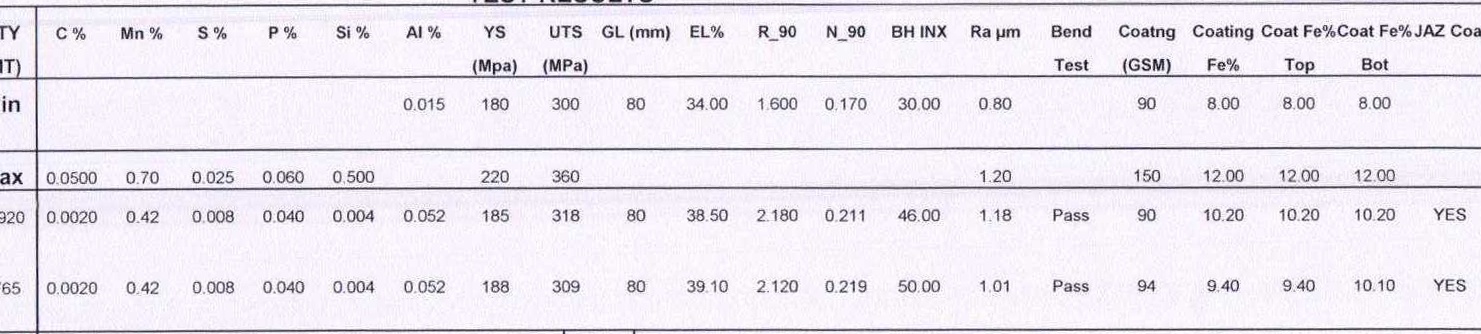 TEST RESULTS
TY C % Mn % S % P % Si % Al % YS UTS GL (mm) EL% R_90 N_90 BH INX Ra µm Bend Coatng Coating Coat Fe% Coat Fe% JAZ Coa
IT) (Mpa) (MPa) Test (GSM) Fe% Top Bot
in 0.015 180 300 80 34.00 1.600 0.170 30.00 0.80 90 8.00 8.00 8.00
ax 0.0500 0.70 0.025 0.060 0.500 220 360 1.20 150 12.00 12.00 12.00
920 0.0020 0.42 0.008 0.040 0.004 0.052 185 318 80 38.50 2.180 0.211 46.00 1.18 Pass 90 10.20 10.20 10.20 YES
765 0.0020 0.42 0.008 0.040 0.004 0.052 188 309 80 39.10 2.120 0.219 50.00 1.01 Pass 94 9.40 9.40 10.10 YES